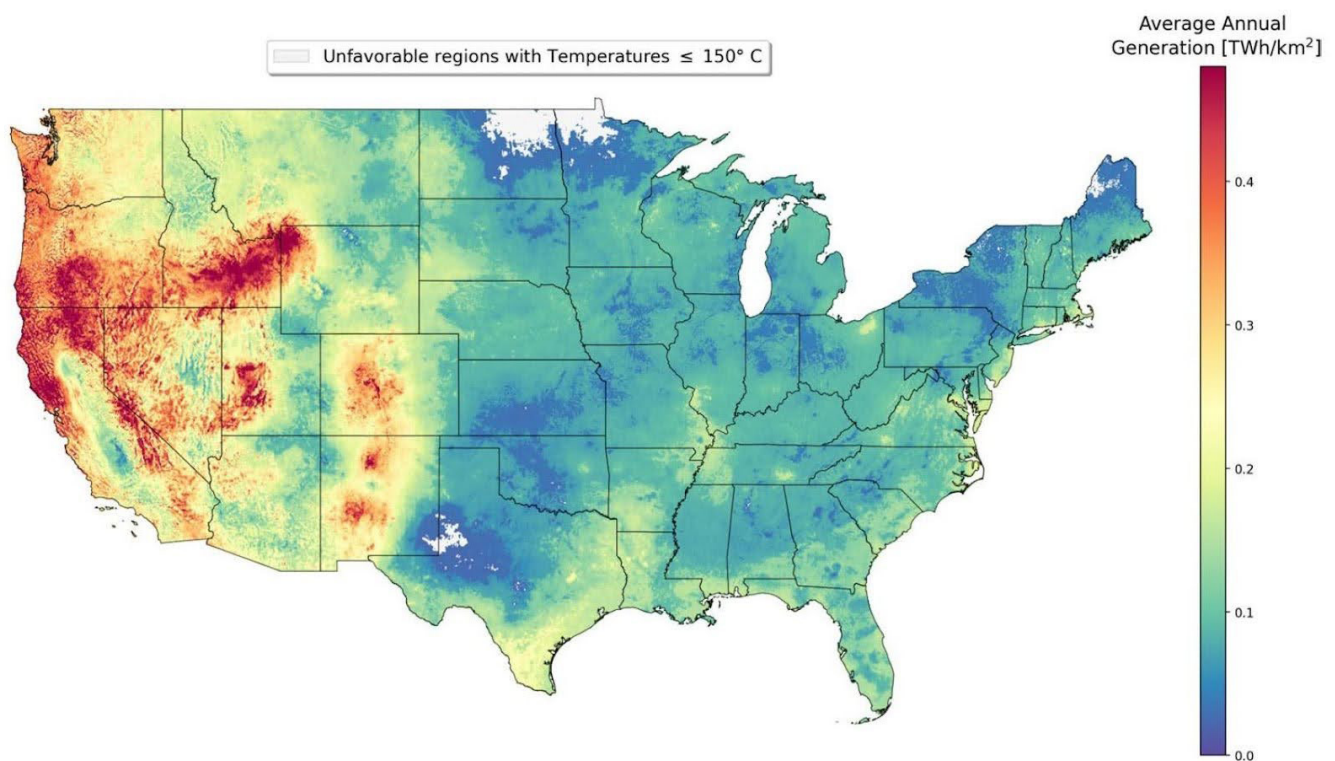 Average Annual
Generation [TWh/km²]
Unfavorable regions with Temperatures ≤ 150° C
0.4
0.3
0.2
0.1
0.0